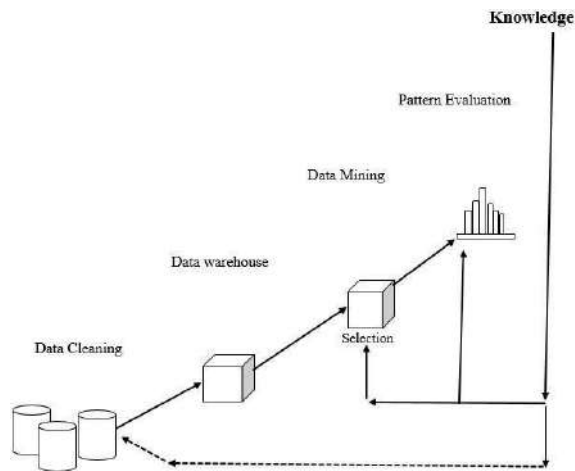 Knowledge
Pattern Evaluation
Data Mining
Data warehouse
Selection
Data Cleaning